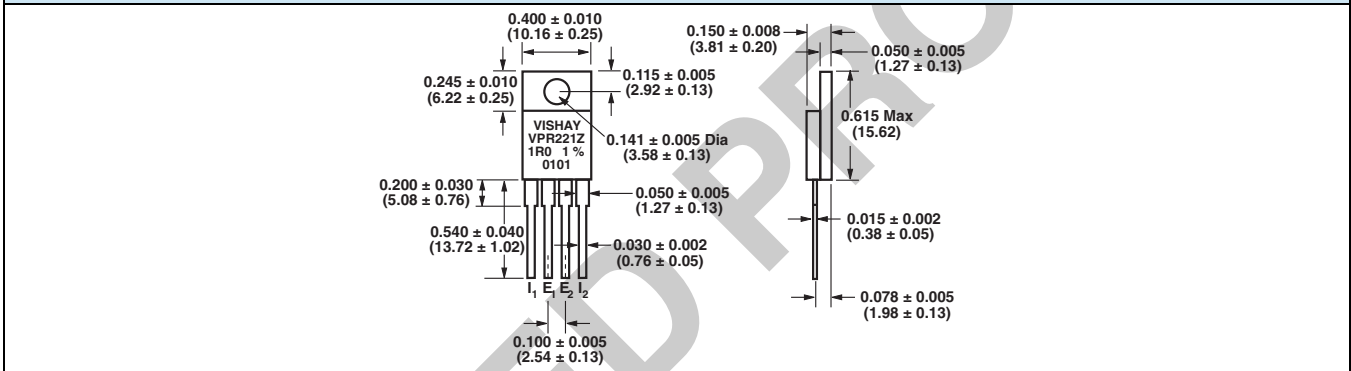 0.400 ± 0.010
(10.16 ± 0.25)
0.245 ± 0.010
(6.22 ± 0.25)
0.115 ± 0.005
(2.92 ± 0.13)
VISHAY
VPR221Z
1R0 1 %
0101
0.141 ± 0.005 Dia
(3.58 ± 0.13)
0.200 ± 0.030
(5.08 ± 0.76)
0.050 ± 0.005
(1.27 ± 0.13)
0.540 ± 0.040
(13.72 ± 1.02)
0.030 ± 0.002
(0.76 ± 0.05)
I1 E1 E2 I2
0.100 ± 0.005
(2.54 ± 0.13)
0.150 ± 0.008
(3.81 ± 0.20)
0.050 ± 0.005
(1.27 ± 0.13)
0.615 Max
(15.62)
0.015 ± 0.002
(0.38 ± 0.05)
0.078 ± 0.005
(1.98 ± 0.13)
ED PRO